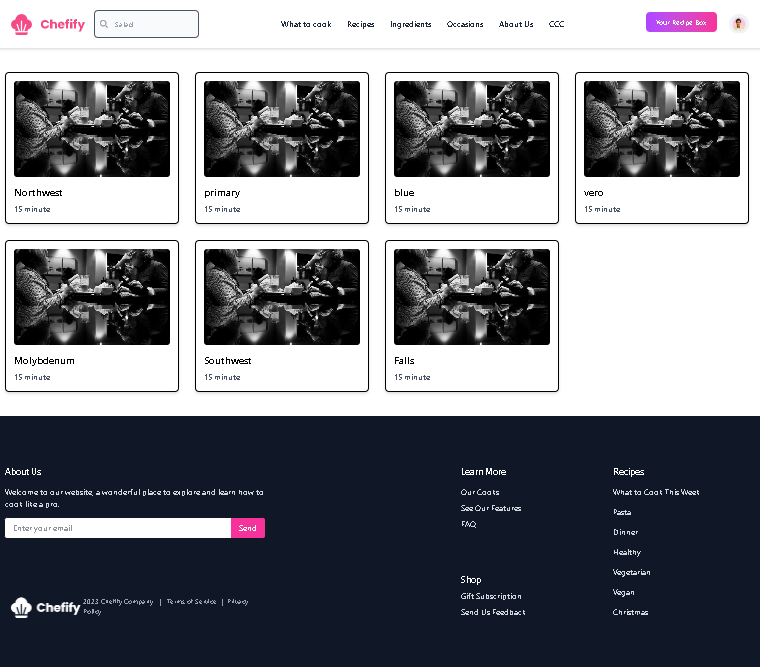 Chefify
Salad
What to cook Recipes Ingredients Occasions About Us CCC
Your Recipe Box
Northwest
15 minute
primary
15 minute
blue
15 minute
vero
15 minute
Molybdenum
15 minute
Southwest
15 minute
Falls
15 minute
About Us
Welcome to our website, a wonderful place to explore and learn how to
cook like a pro.
Enter your email Send
Chefify
2023 Chefify Company | Terms of Service | Privacy
Policy
Learn More
Our Cooks
See Our Features
FAQ
Shop
Gift Subscription
Send Us Feedback
Recipes
What to Cook This Week
Pasta
Dinner
Healthy
Vegetarian
Vegan
Christmas